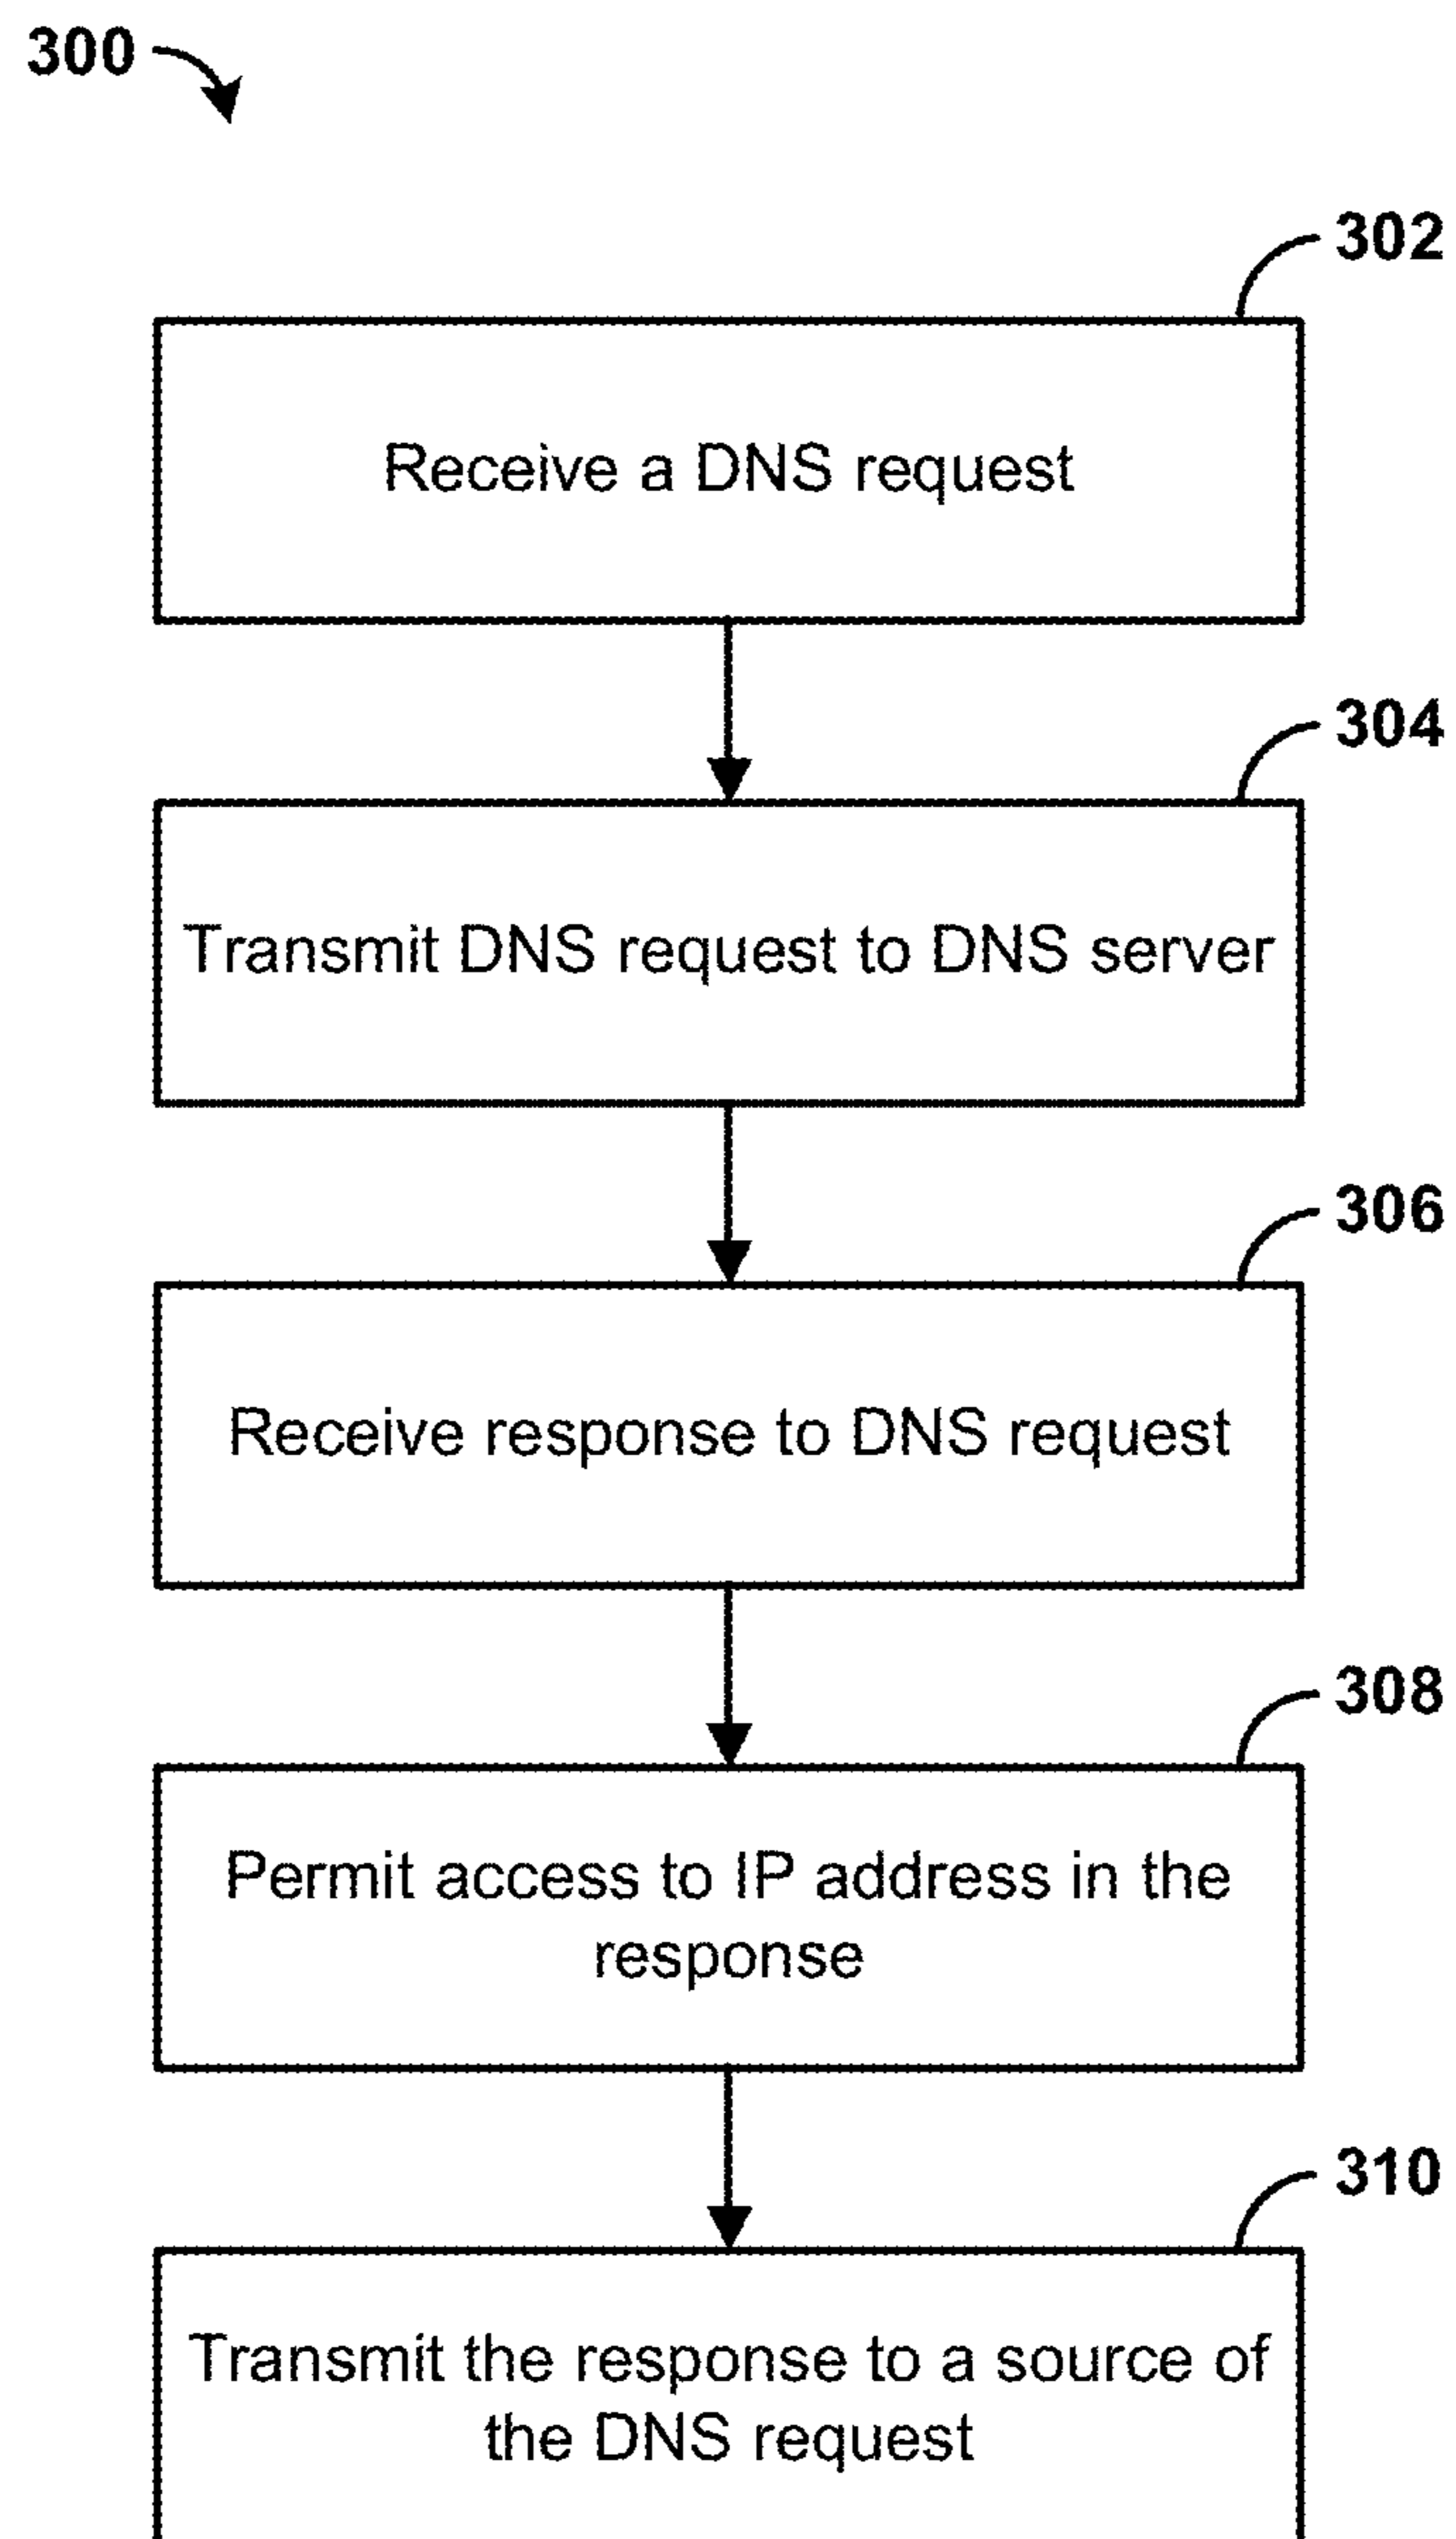 300
302
Receive a DNS request
304
Transmit DNS request to DNS server
306
Receive response to DNS request
308
Permit access to IP address in the
response
310
Transmit the response to a source of
the DNS request